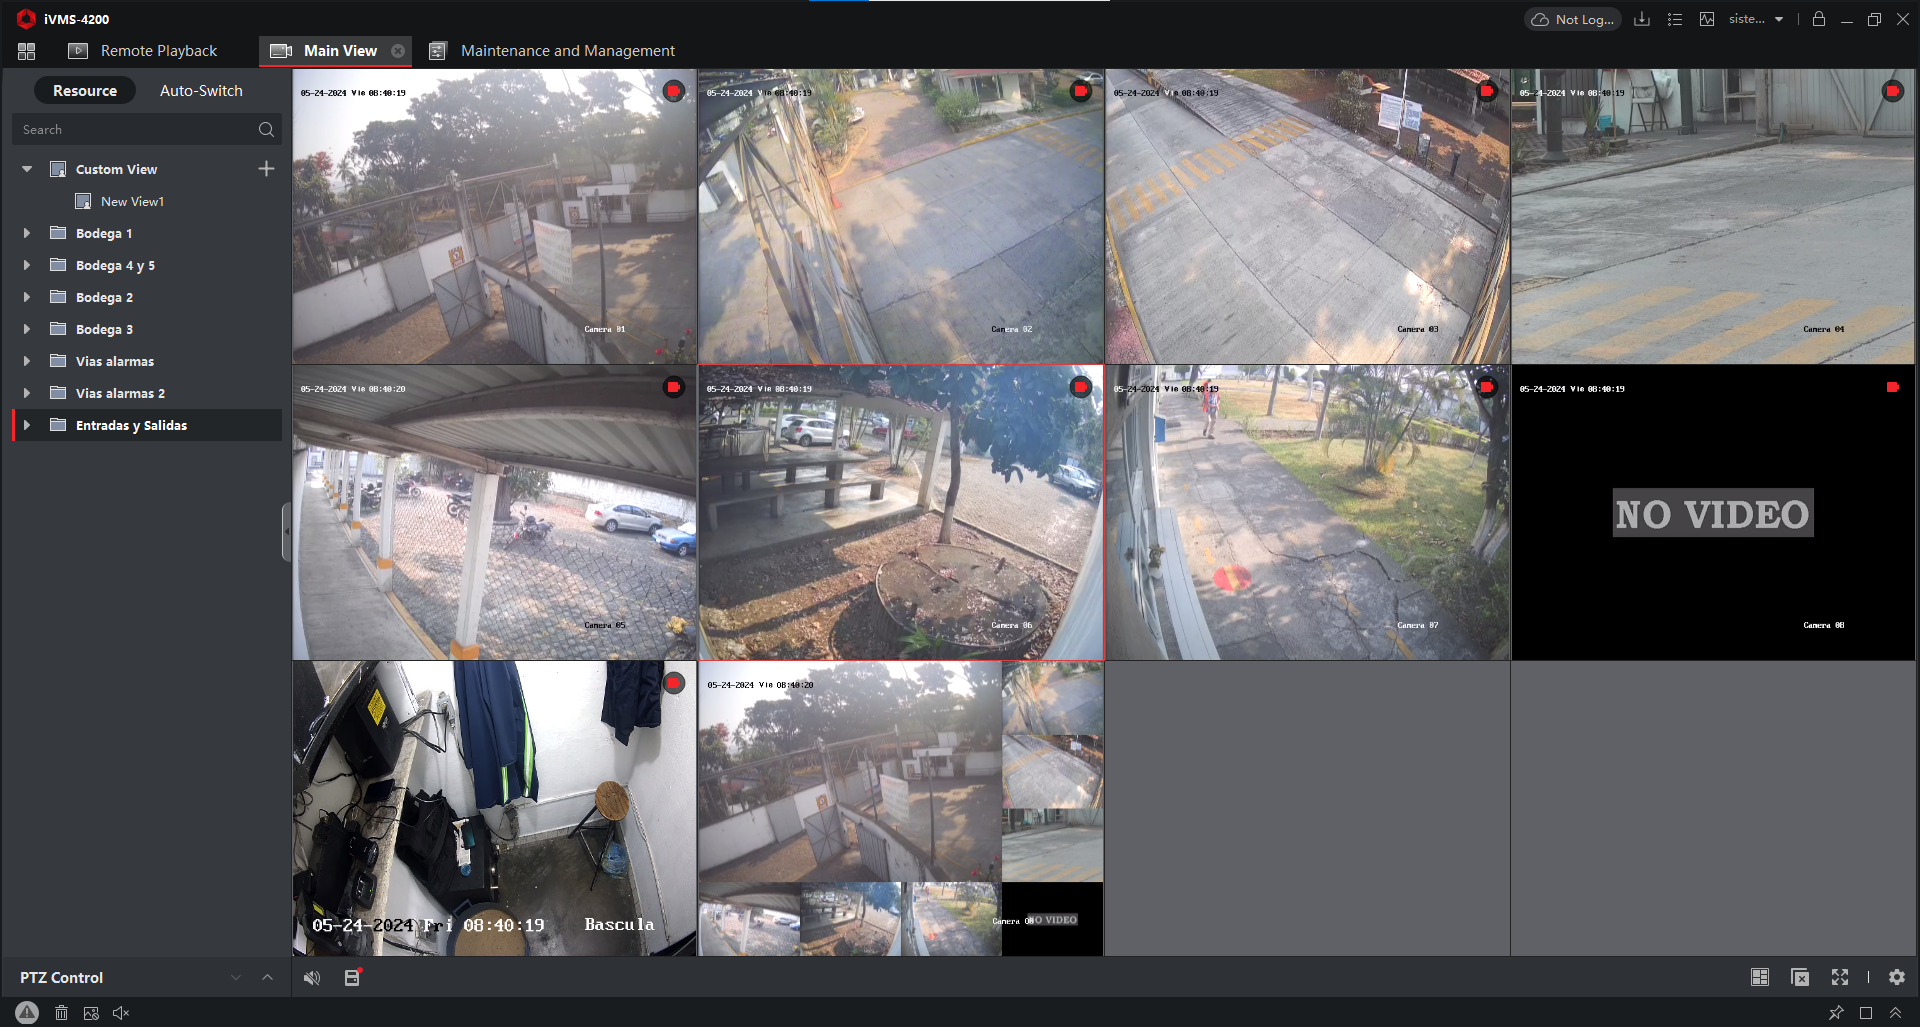 iVMS-4200
Not Log...
siste...
Remote Playback
Main View
Maintenance and Management
Resource
Auto-Switch
Search
Custom View
New View1
Bodega 1
Bodega 4 y 5
Bodega 2
Bodega 3
Vias alarmas
Vias alarmas 2
Entradas y Salidas
PTZ Control
05-24-2024 Vie 08:40:19
Camera 01
05-24-2024 Vie 08:40:19
Camera 02
05-24-2024 Vie 08:40:19
Camera 03
05-24-2024 Vie 08:40:19
Camera 04
05-24-2024 Vie 08:40:20
Camera 05
05-24-2024 Vie 08:40:19
Camera 06
05-24-2024 Vie 08:40:19
Camera 07
05-24-2024 Vie 08:40:19
NO VIDEO
Camera 08
05-24-2024 Fri 08:40:19
Bascula
05-24-2024 Vie 08:40:20
Camera
NO VIDEO